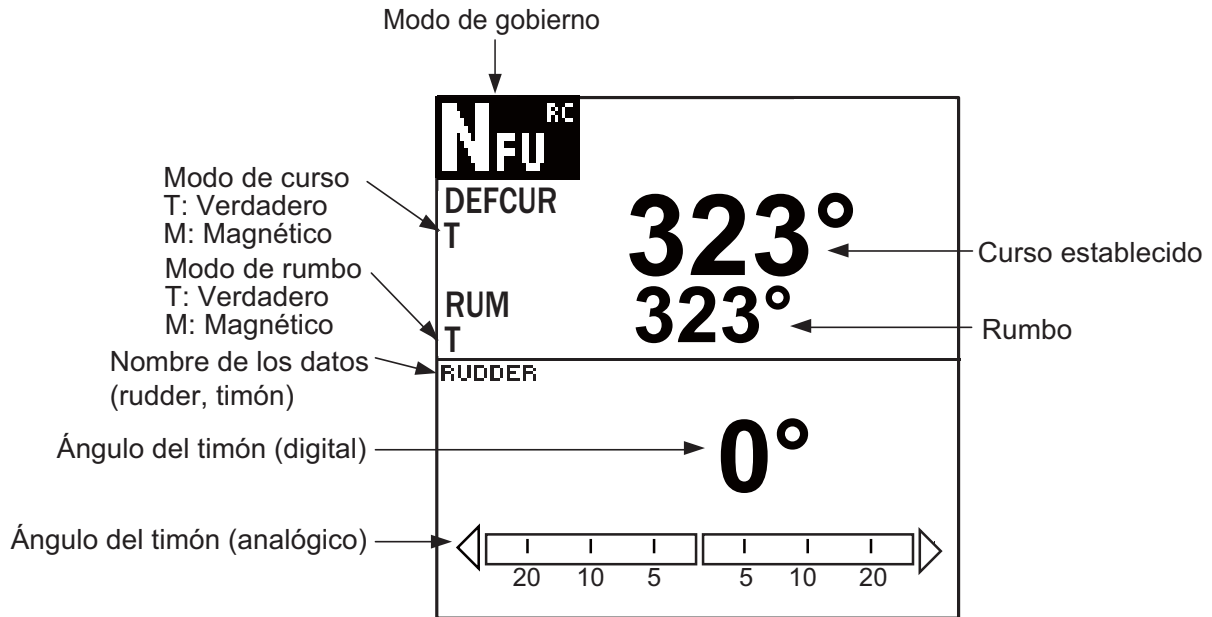 Modo de gobierno
NFU RC
Modo de curso
T: Verdadero
M: Magnético
DEFCUR
T
323°
Curso establecido
Modo de rumbo
T: Verdadero
M: Magnético
RUM
T
323°
Rumbo
Nombre de los datos
(rudder, timón)
RUDDER
Ángulo del timón (digital)
0°
Ángulo del timón (analógico)
20 10 5 5 10 20